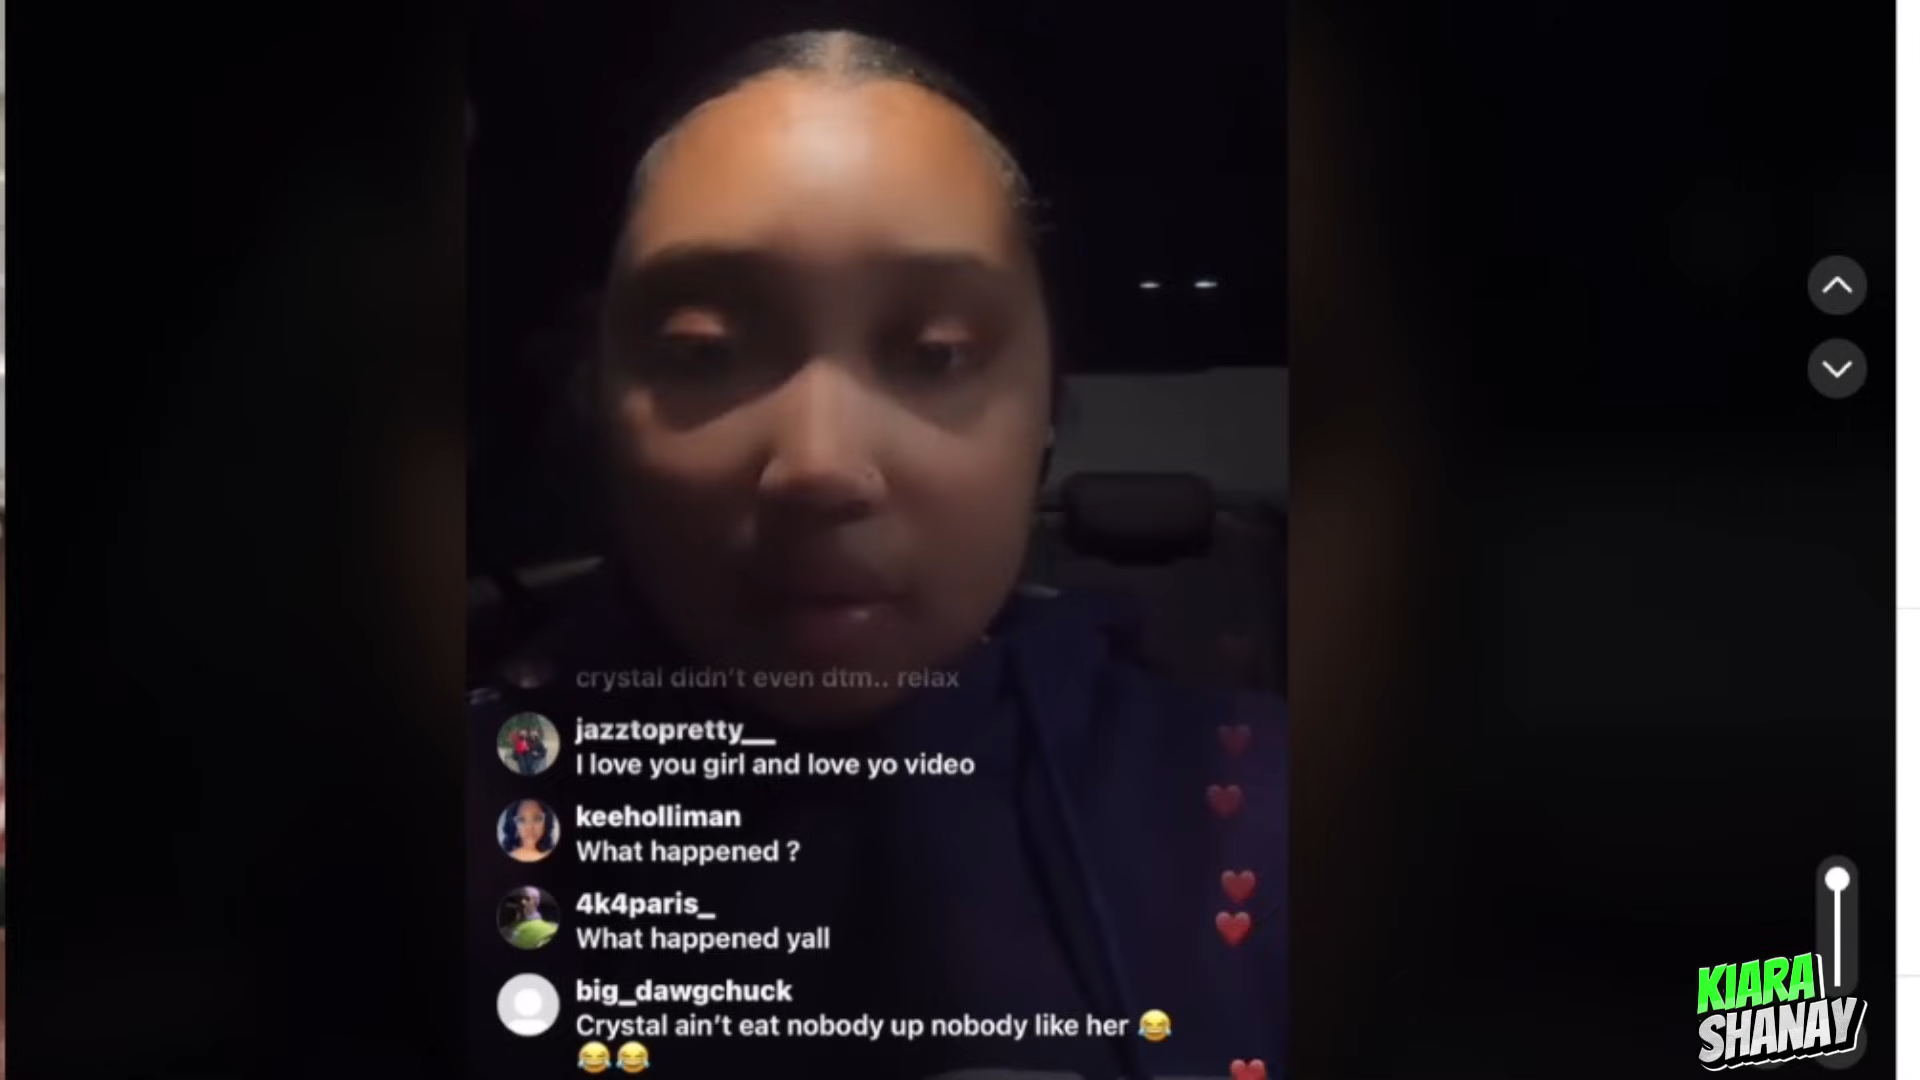 crystal didn't even dtm.. relax
jazztopretty__
I love you girl and love yo video
keeholliman
What happened ?
4k4paris_
What happened yall
big_dawgchuck
Crystal ain't eat nobody up nobody like her 😂
😂😂
KIARA
SHANAY